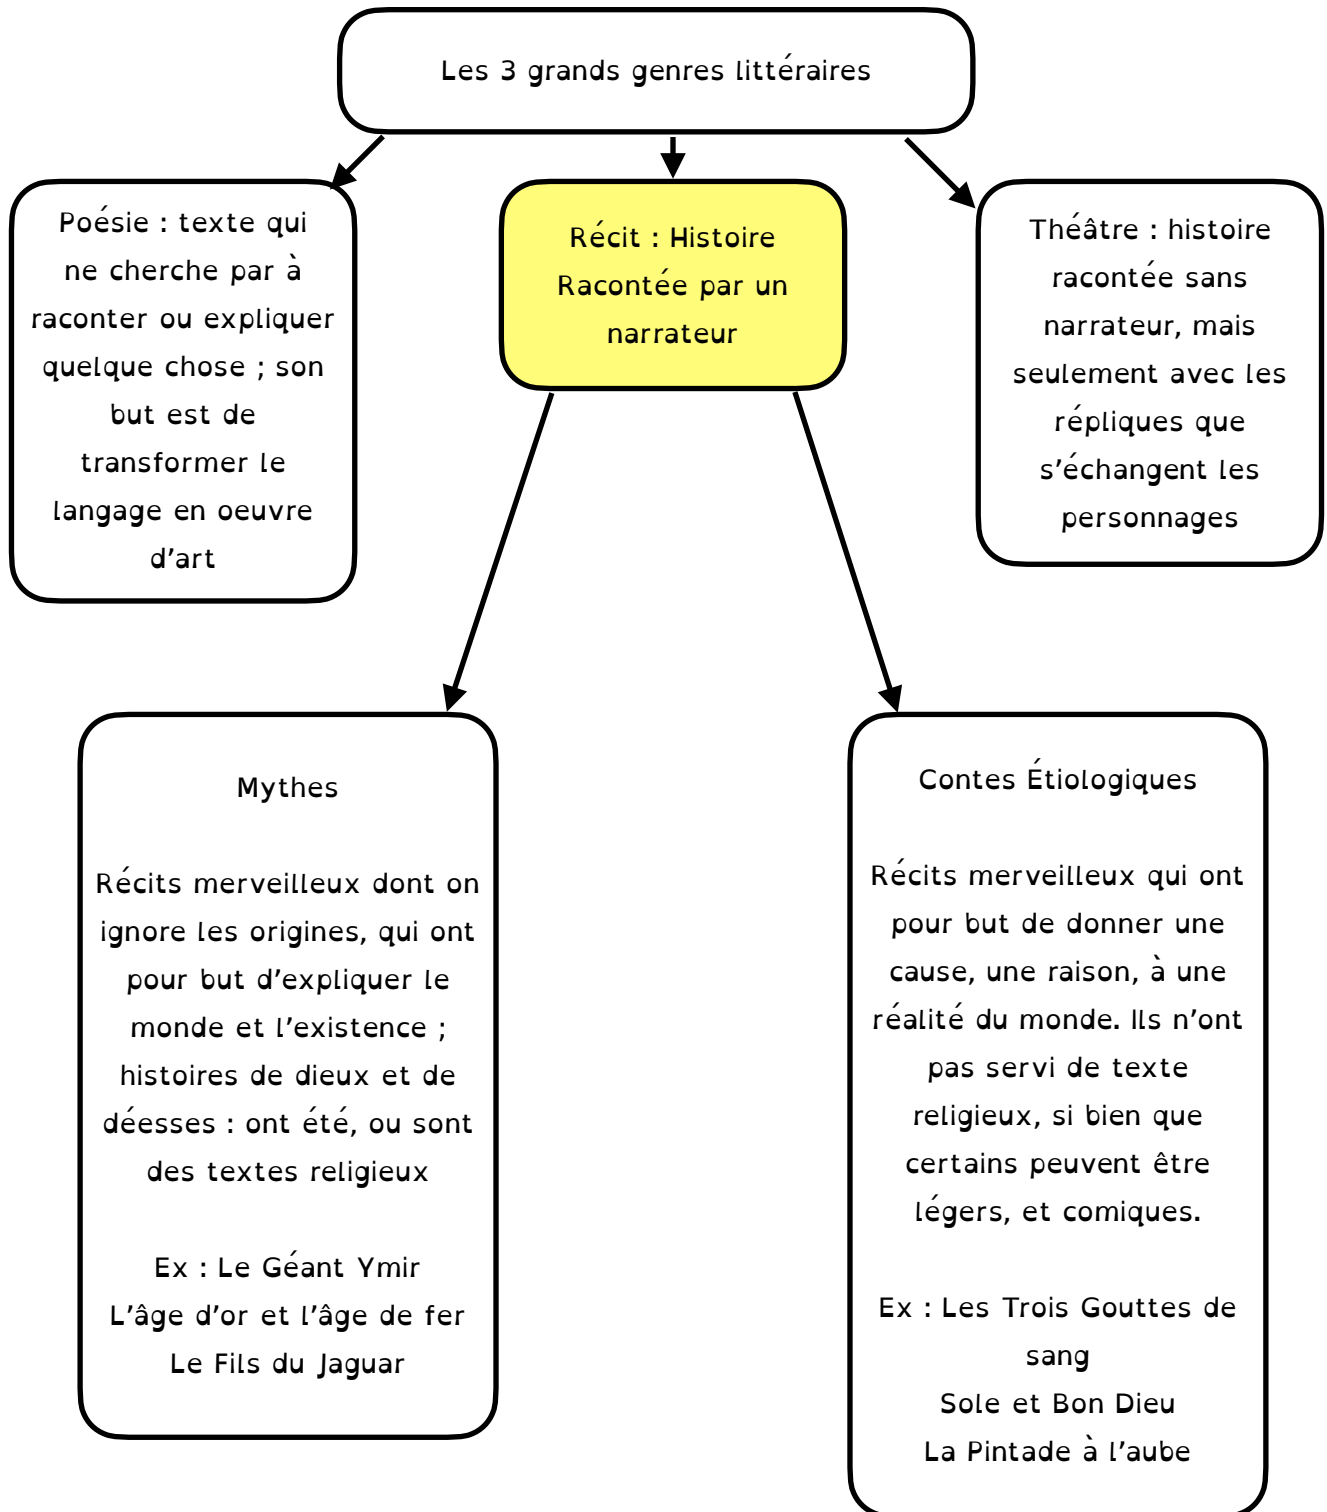 Les 3 grands genres littéraires
Poésie : texte qui
ne cherche par à
raconter ou expliquer
quelque chose ; son
but est de
transformer le
langage en oeuvre
d’art
Récit : Histoire
Racontée par un
narrateur
Théâtre : histoire
racontée sans
narrateur, mais
seulement avec les
répliques que
s’échangent les
personnages
Mythes
Récits merveilleux dont on
ignore les origines, qui ont
pour but d’expliquer le
monde et l’existence ;
histoires de dieux et de
déesses : ont été, ou sont
des textes religieux
Ex : Le Géant Ymir
L’âge d’or et l’âge de fer
Le Fils du Jaguar
Contes Étiologiques
Récits merveilleux qui ont
pour but de donner une
cause, une raison, à une
réalité du monde. Ils n’ont
pas servi de texte
religieux, si bien que
certains peuvent être
légers, et comiques.
Ex : Les Trois Gouttes de
sang
Sole et Bon Dieu
La Pintade à l’aube